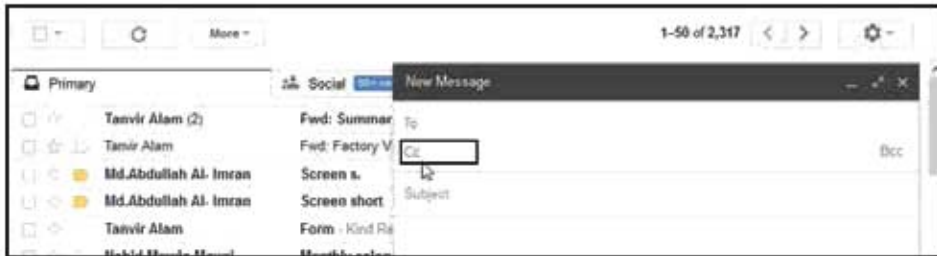 More
1–50 of 2,317
Primary
Social
New Message
Tanvir Alam (2)
Fwd: Summar
To
Tanvir Alam
Fwd: Factory V
Cc
Bcc
Md.Abdullah Al- Imran
Screen s.
Md.Abdullah Al- Imran
Screen short
Subject
Tanvir Alam
Form - Kind Re